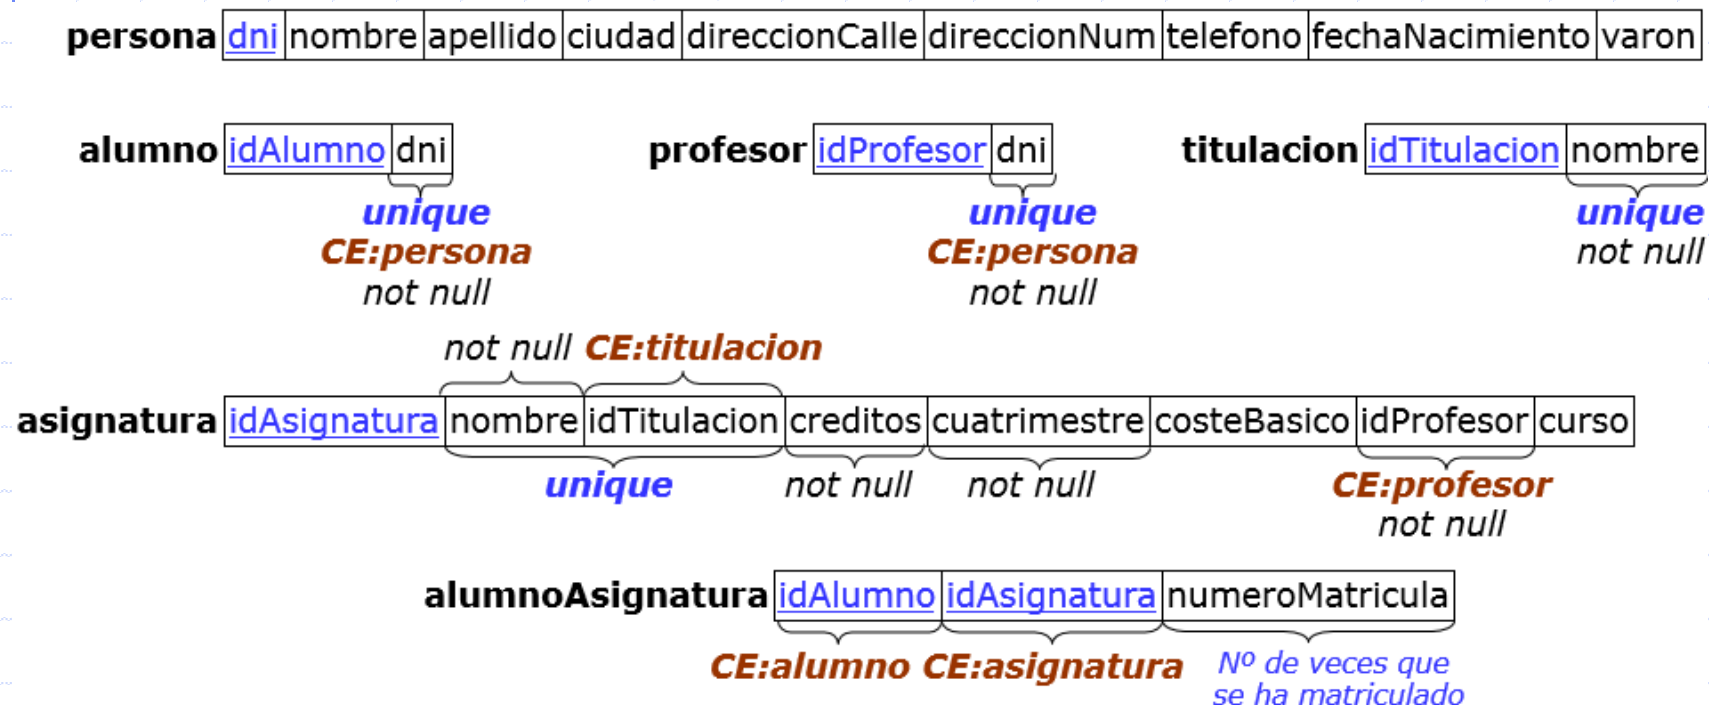 persona dni nombre apellido ciudad direccionCalle direccionNum telefono fechaNacimiento varon
alumno idAlumno dni profesor idProfesor dni titulacion idTitulacion nombre
unique unique unique
CE:persona CE:persona not null
not null not null
not null CE:titulacion
asignatura idAsignatura nombre idTitulacion creditos cuatrimestre costeBasico idProfesor curso
unique not null not null CE:profesor
not null
alumnoAsignatura idAlumno idAsignatura numeroMatricula
CE:alumno CE:asignatura Nº de veces que
se ha matriculado